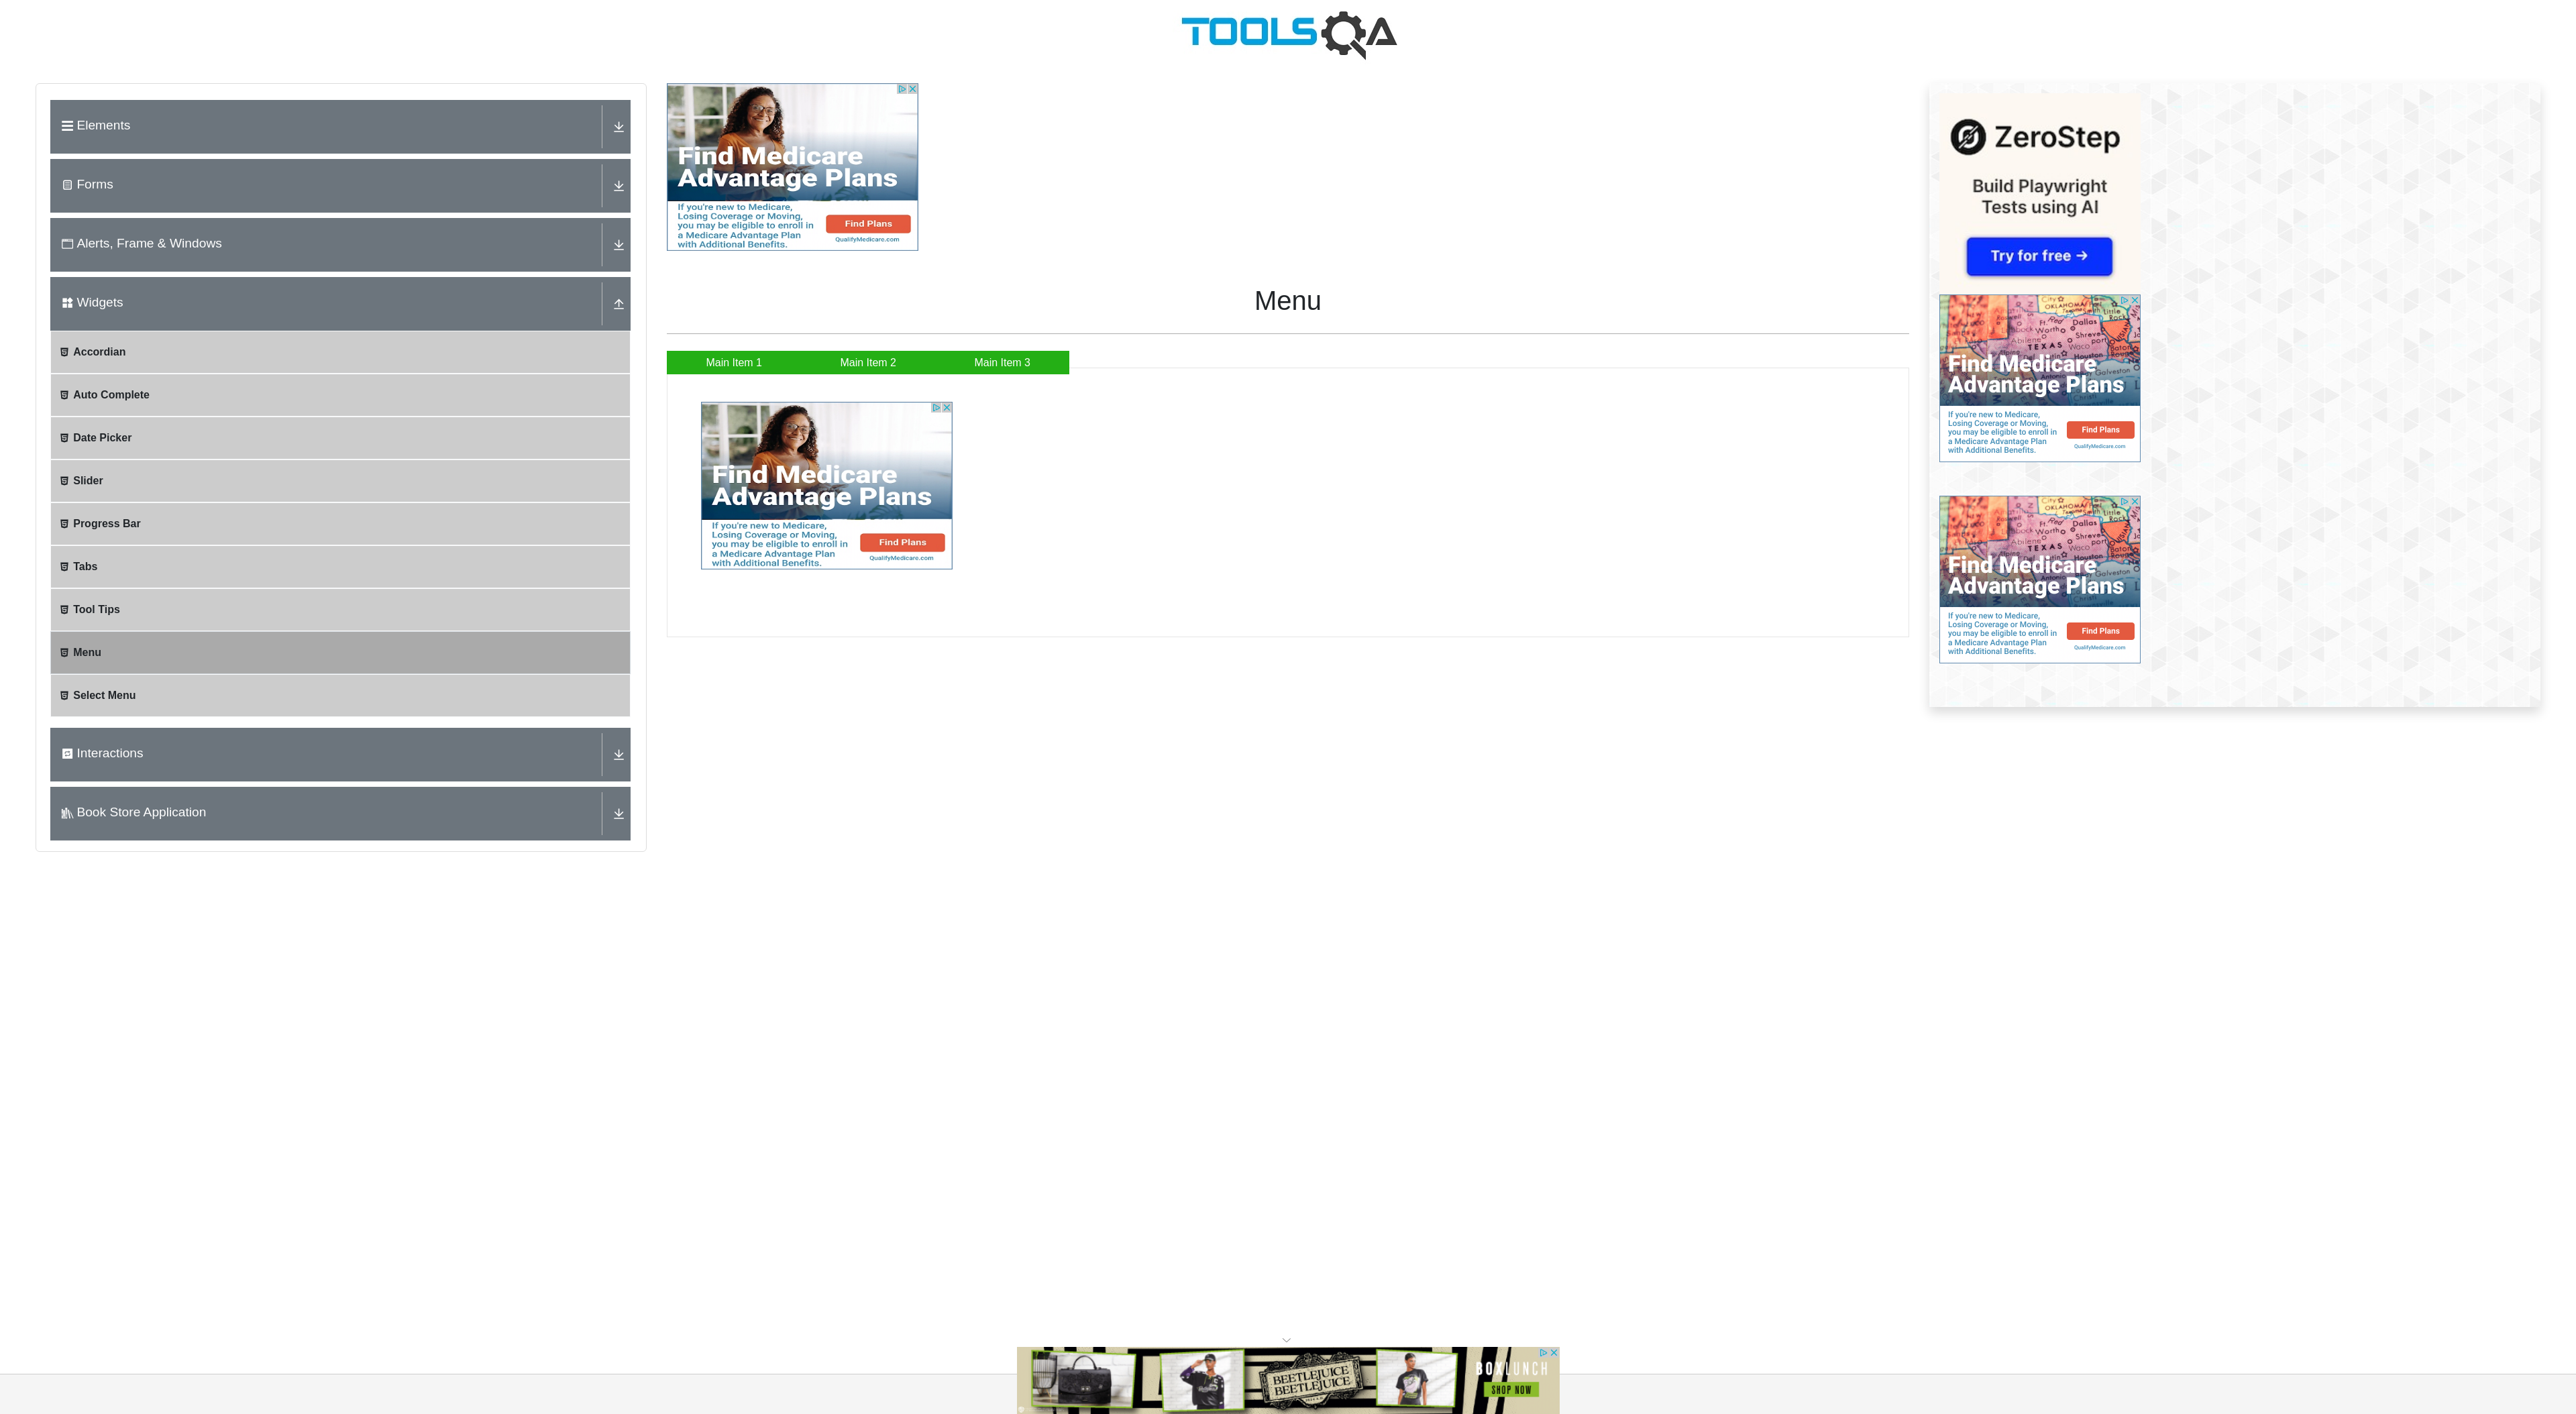 TOOLSQA
Elements
Forms
Alerts, Frame & Windows
Widgets
Accordian
Auto Complete
Date Picker
Slider
Progress Bar
Tabs
Tool Tips
Menu
Select Menu
Interactions
Book Store Application
Find Medicare
Advantage Plans
If you're new to Medicare,
Losing Coverage or Moving,
you may be eligible to enroll in
a Medicare Advantage Plan
with Additional Benefits.
Find Plans
QualifyMedicare.com
Menu
Main Item 1
Main Item 2
Main Item 3
Find Medicare
Advantage Plans
If you're new to Medicare,
Losing Coverage or Moving,
you may be eligible to enroll in
a Medicare Advantage Plan
with Additional Benefits.
Find Plans
QualifyMedicare.com
ZeroStep
Build Playwright
Tests using AI
Try for free →
Find Medicare
Advantage Plans
If you're new to Medicare,
Losing Coverage or Moving,
you may be eligible to enroll in
a Medicare Advantage Plan
with Additional Benefits.
Find Plans
QualifyMedicare.com
Find Medicare
Advantage Plans
If you're new to Medicare,
Losing Coverage or Moving,
you may be eligible to enroll in
a Medicare Advantage Plan
with Additional Benefits.
Find Plans
QualifyMedicare.com
BEETLEJUICE
BEETLEJUICE
BOXLUNCH
SHOP NOW